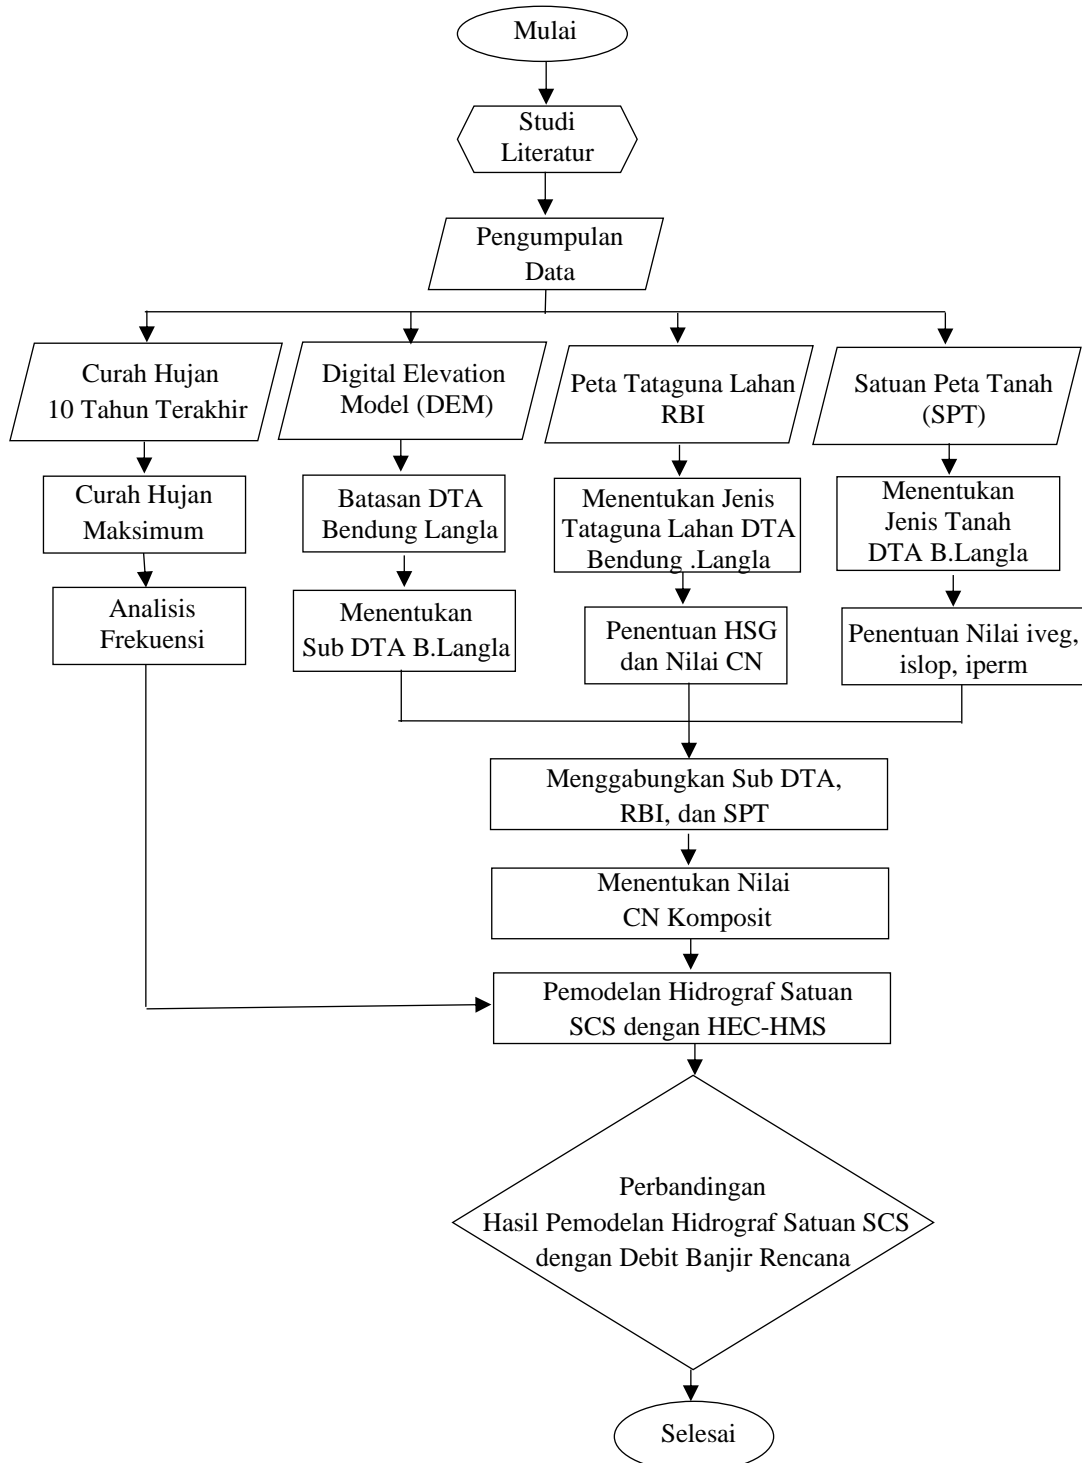 Mulai
Studi
Literatur
Pengumpulan
Data
Curah Hujan
10 Tahun Terakhir
Digital Elevation
Model (DEM)
Peta Tataguna Lahan
RBI
Satuan Peta Tanah
(SPT)
Curah Hujan
Maksimum
Batasan DTA
Bendung Langla
Menentukan Jenis
Tataguna Lahan DTA
Bendung .Langla
Menentukan
Jenis Tanah
DTA B.Langla
Analisis
Frekuensi
Menentukan
Sub DTA B.Langla
Penentuan HSG
dan Nilai CN
Penentuan Nilai iveg,
islop, iperm
Menggabungkan Sub DTA,
RBI, dan SPT
Menentukan Nilai
CN Komposit
Pemodelan Hidrograf Satuan
SCS dengan HEC-HMS
Perbandingan
Hasil Pemodelan Hidrograf Satuan SCS
dengan Debit Banjir Rencana
Selesai